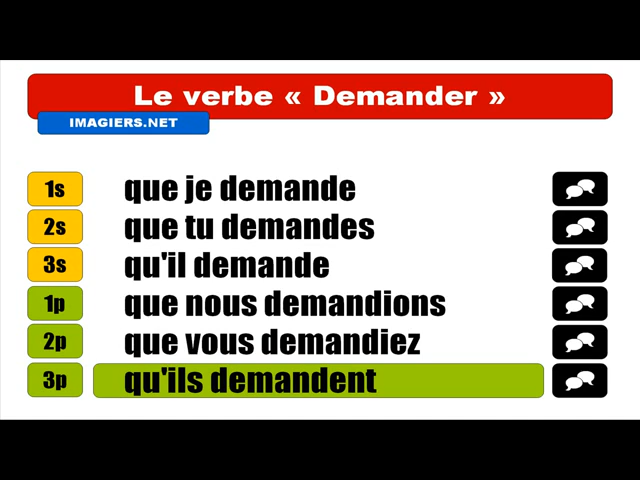 Le verbe « Demander »
IMAGIERS.NET
1s que je demande
2s que tu demandes
3s qu'il demande
1p que nous demandions
2p que vous demandiez
3p qu'ils demandent